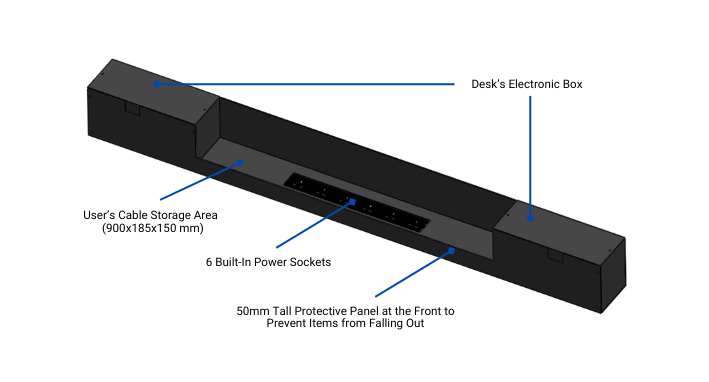 Desk's Electronic Box
User's Cable Storage Area
(900x185x150 mm)
6 Built-In Power Sockets
50mm Tall Protective Panel at the Front to
Prevent Items from Falling Out